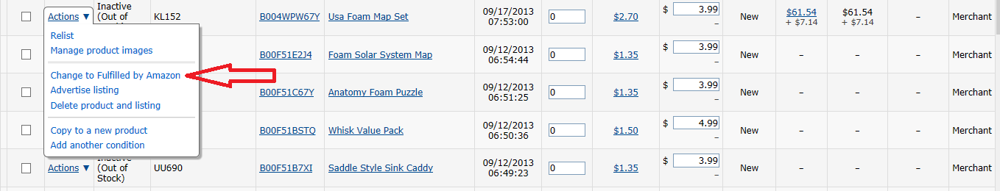 Actions ▼
Inactive
(Out of
KL152
B004WPW67Y
Usa Foam Map Set
09/17/2013
07:53:00
0
$2.70
$ 3.99
–
New
$61.54
+ $7.14
$61.54
+ $7.14
–
Merchant
Relist
Manage product images
Change to Fulfilled by Amazon
Advertise listing
Delete product and listing
Copy to a new product
Add another condition
B00F51E2J4
Foam Solar System Map
09/12/2013
06:54:44
0
$1.35
$ 3.99
–
New
–
–
–
Merchant
B00F51C67Y
Anatomy Foam Puzzle
09/12/2013
06:51:25
0
$1.35
$ 3.99
–
New
–
–
–
Merchant
B00F51BSTQ
Whisk Value Pack
09/12/2013
06:50:36
0
$1.50
$ 4.99
–
New
–
–
–
Merchant
Actions ▼
Inactive
(Out of
Stock)
UU690
B00F51B7XI
Saddle Style Sink Caddy
09/12/2013
06:49:23
0
$1.35
$ 3.99
–
New
–
–
–
Merchant